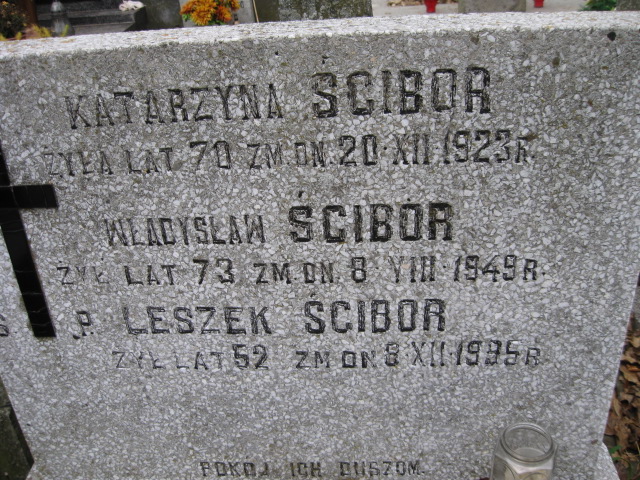 KATARZYNA ŚCIBOR
ŻYŁA LAT 70 ZM. DN. 20 · XII · 1923 R.
WŁADYSŁAW ŚCIBOR
ŻYŁ LAT 73 ZM DN 8 VIII · 1949 R.
Ś P. LESZEK ŚCIBOR
ŻYŁ LAT 52 ZM DN 8 · XII · 1995 R
POKÓJ ICH DUSZOM.